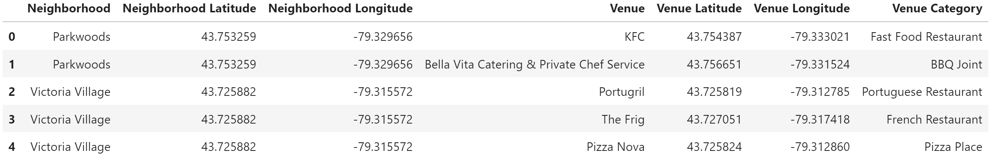 Neighborhood Neighborhood Latitude Neighborhood Longitude Venue Venue Latitude Venue Longitude Venue Category
0 Parkwoods 43.753259 -79.329656 KFC 43.754387 -79.333021 Fast Food Restaurant
1 Parkwoods 43.753259 -79.329656 Bella Vita Catering & Private Chef Service 43.756651 -79.331524 BBQ Joint
2 Victoria Village 43.725882 -79.315572 Portugril 43.725819 -79.312785 Portuguese Restaurant
3 Victoria Village 43.725882 -79.315572 The Frig 43.727051 -79.317418 French Restaurant
4 Victoria Village 43.725882 -79.315572 Pizza Nova 43.725824 -79.312860 Pizza Place